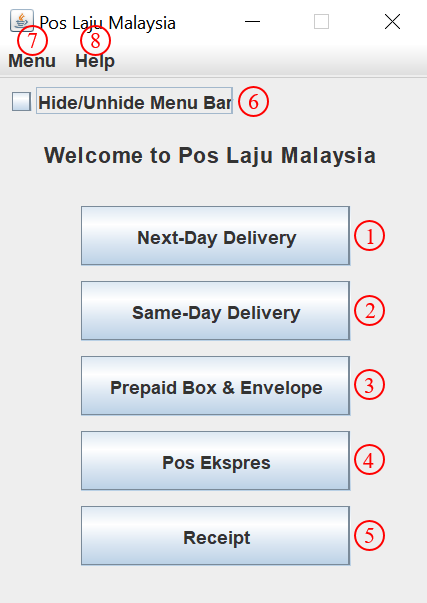 Pos Laju Malaysia
7 8
Menu Help
Hide/Unhide Menu Bar 6
Welcome to Pos Laju Malaysia
Next-Day Delivery 1
Same-Day Delivery 2
Prepaid Box & Envelope 3
Pos Ekspres 4
Receipt 5